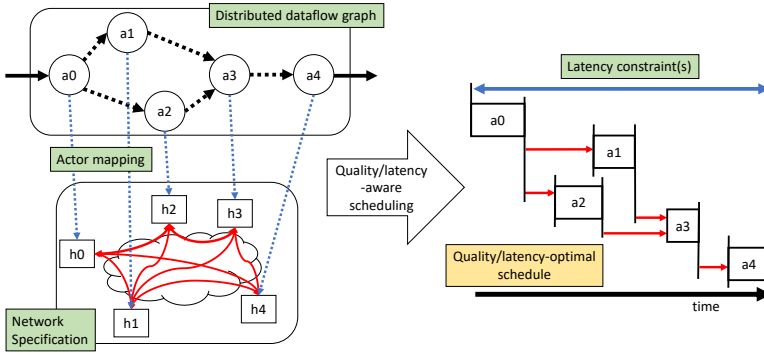 Distributed dataflow graph
a1
a0
a3
a4
a2
Actor mapping
h2
h3
h0
h1
h4
Network
Specification
Quality/latency
-aware
scheduling
Latency constraint(s)
a0
a1
a2
a3
a4
Quality/latency-optimal
schedule
time